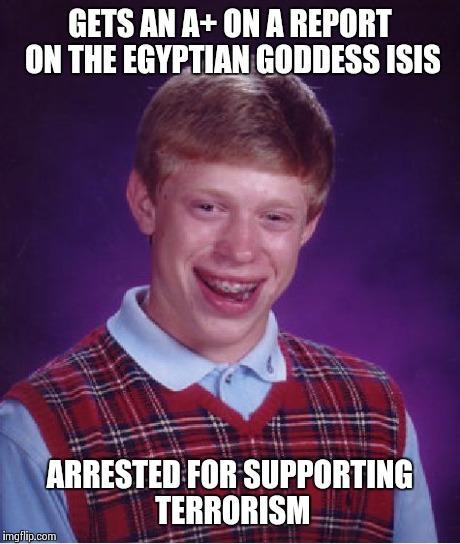 GETS AN A+ ON A REPORT
ON THE EGYPTIAN GODDESS ISIS
ARRESTED FOR SUPPORTING
TERRORISM
imgflip.com